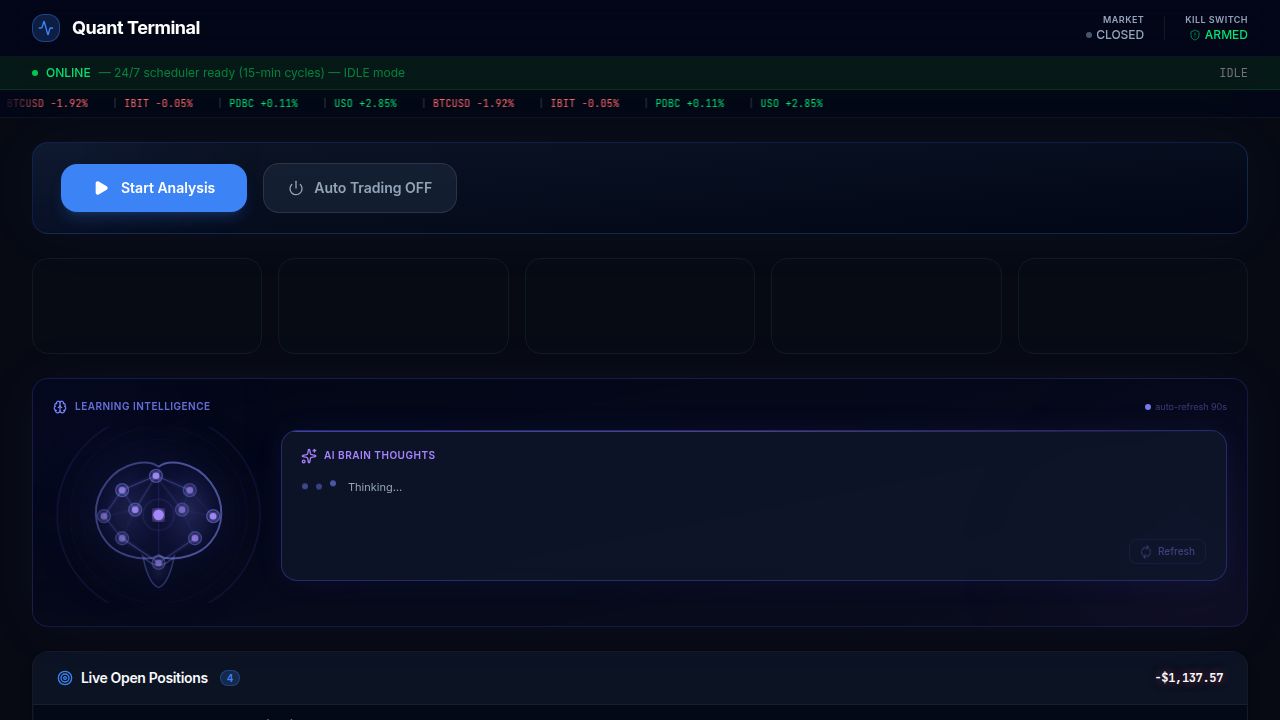 Quant Terminal
MARKET
CLOSED
KILL SWITCH
ARMED
ONLINE — 24/7 scheduler ready (15-min cycles) — IDLE mode
IDLE
BTCUSD -1.92% | IBIT -0.05% | PDBC +0.11% | USO +2.85% | BTCUSD -1.92% | IBIT -0.05% | PDBC +0.11% | USO +2.85%
Start Analysis
Auto Trading OFF
LEARNING INTELLIGENCE
auto-refresh 90s
AI BRAIN THOUGHTS
Thinking...
Refresh
Live Open Positions 4
-$1,137.57